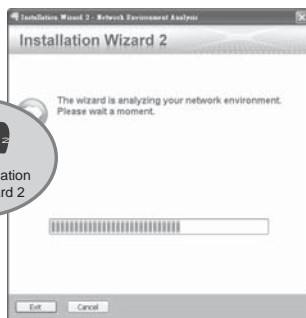 Installation Wizard 2 - Network Environment Analysis
Installation Wizard 2
The wizard is analyzing your network environment.
Please wait a moment.
ation
rd 2
Exit
Cancel